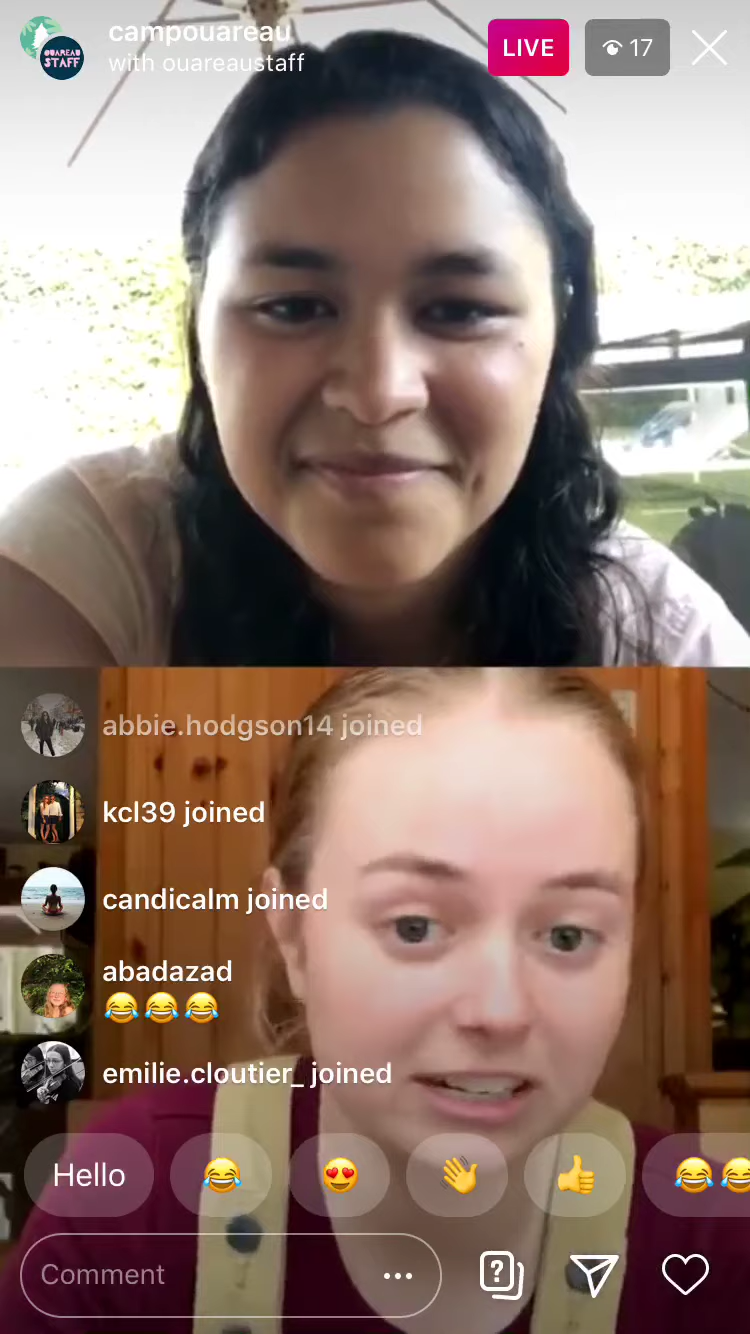 campouareau
with ouareaustaff
OUAREAU
STAFF
LIVE
17
abbie.hodgson14 joined
kcl39 joined
candicalm joined
abadazad
😂😂😂
emilie.cloutier_ joined
Hello 😂 😍 👋 👍 😂😂
Comment ...
?